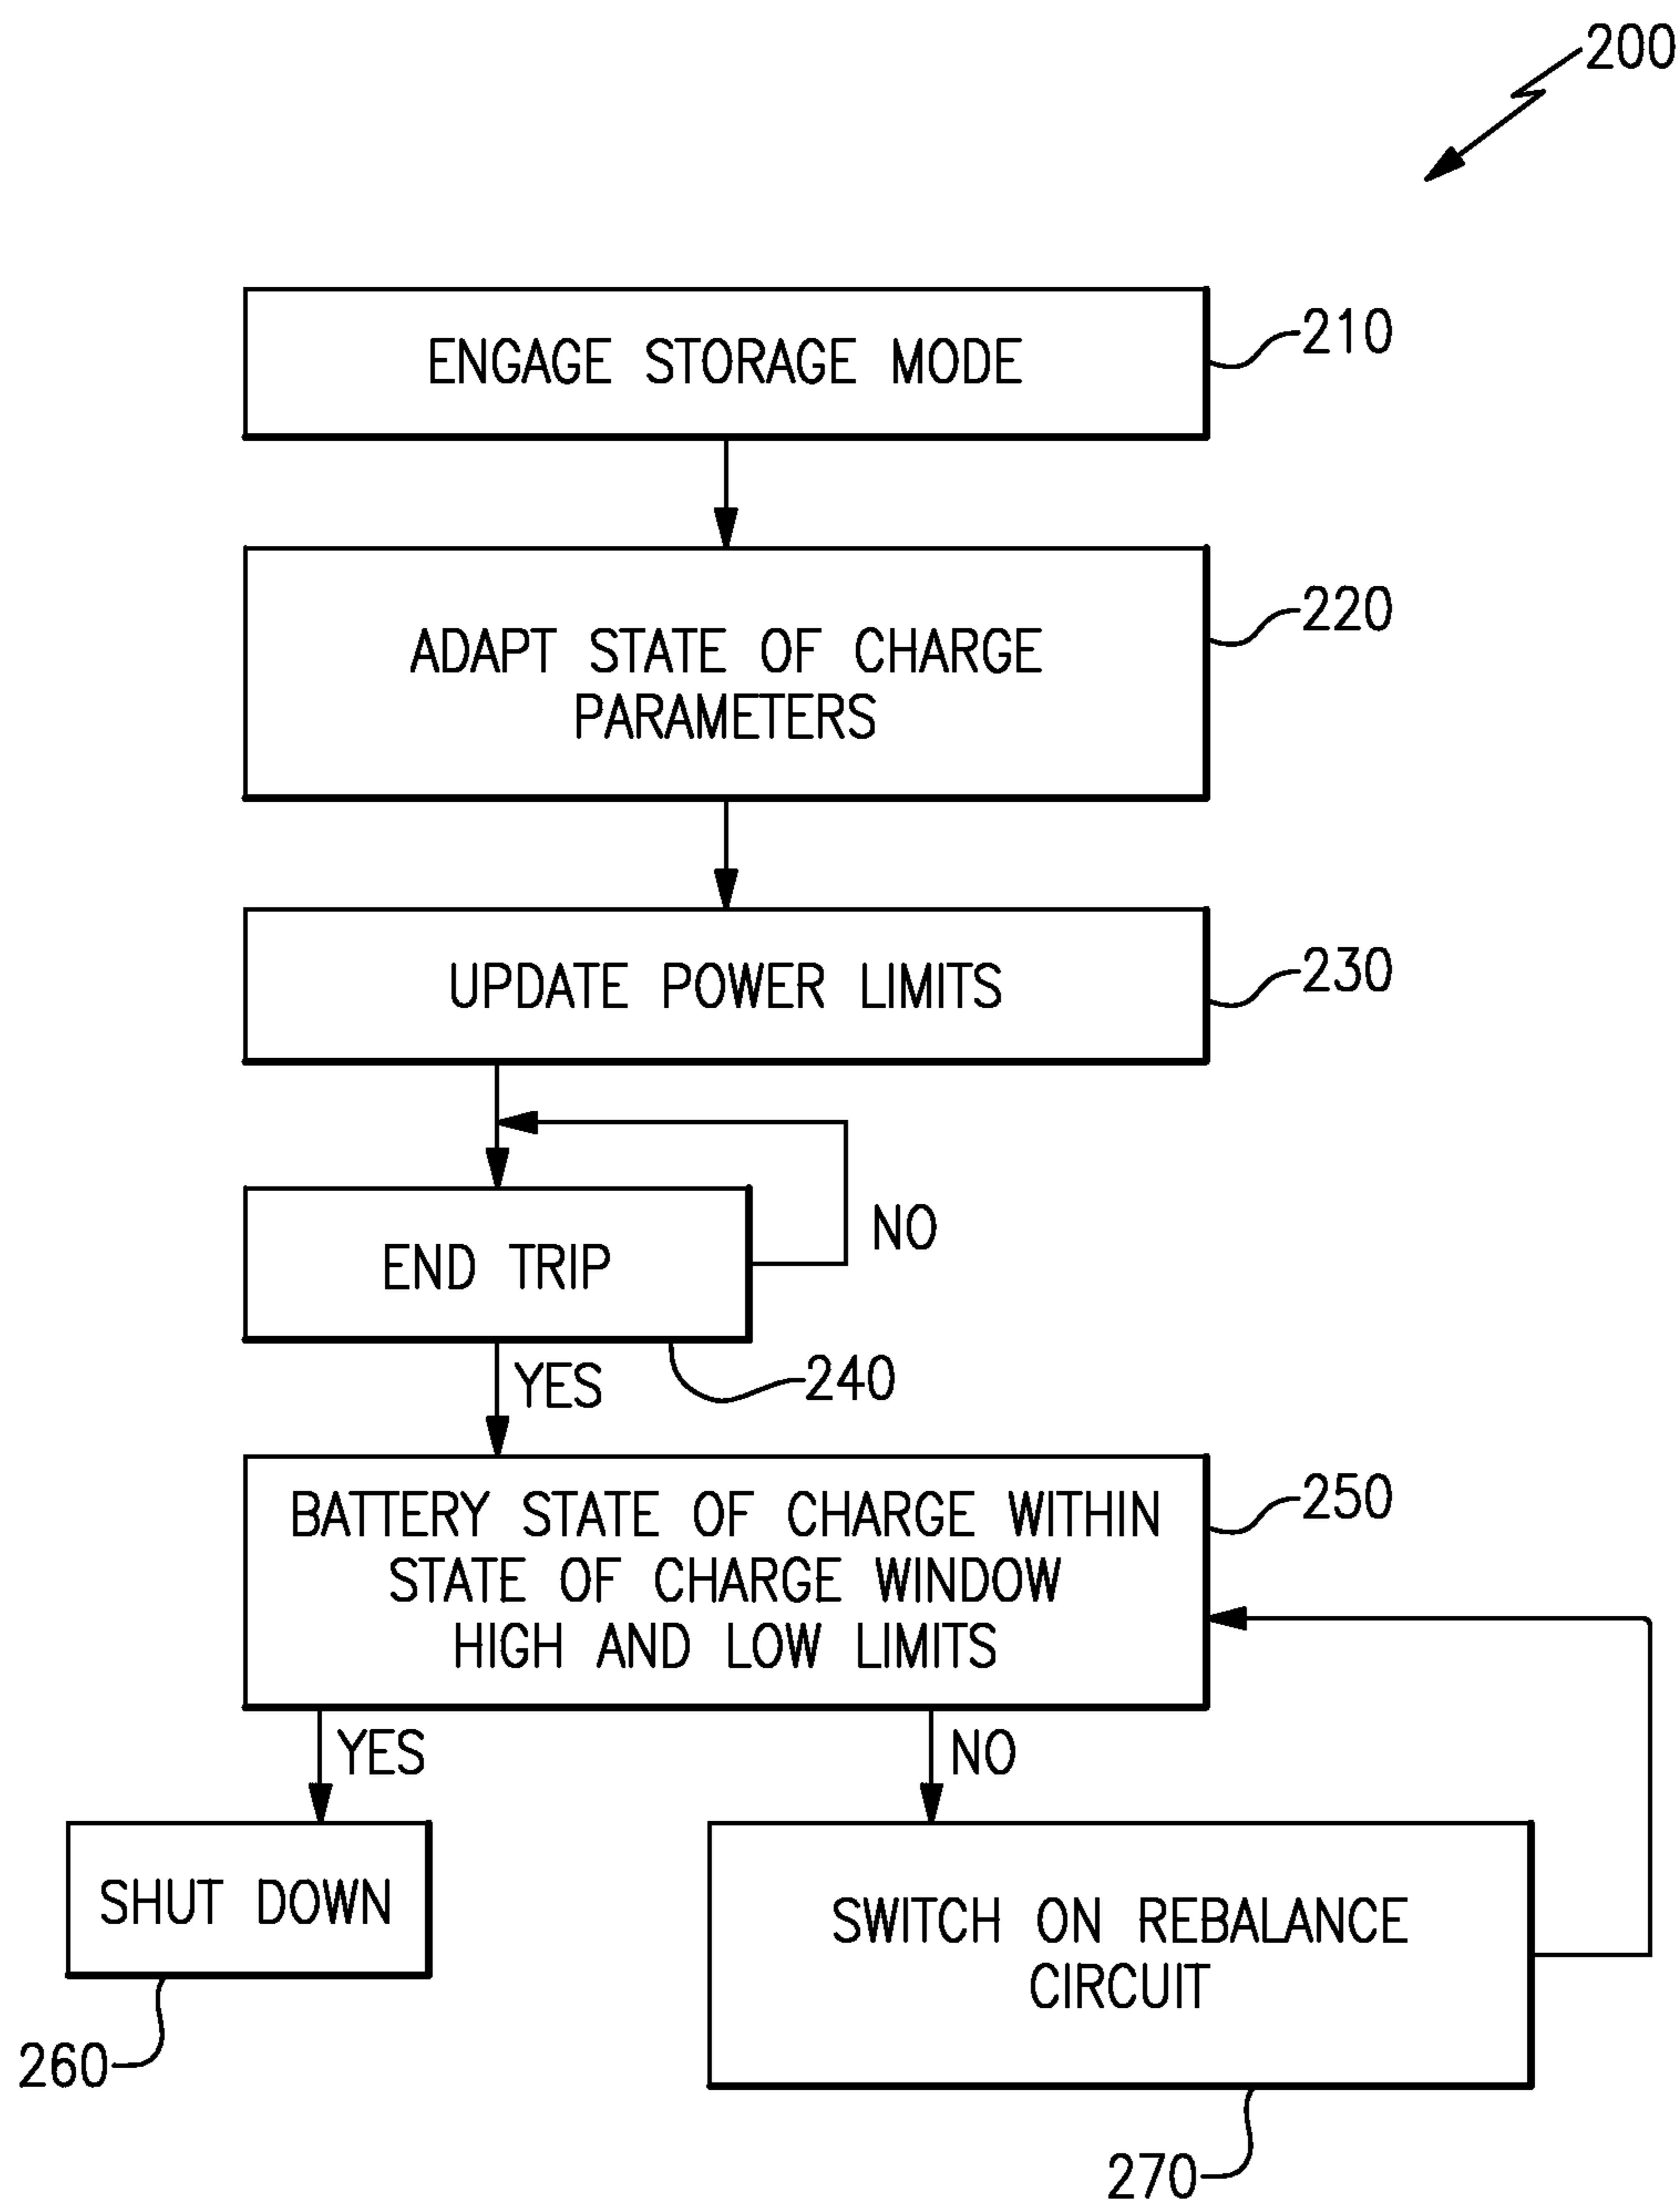 200
ENGAGE STORAGE MODE
210
ADAPT STATE OF CHARGE
PARAMETERS
220
UPDATE POWER LIMITS
230
END TRIP
NO
YES
240
BATTERY STATE OF CHARGE WITHIN
STATE OF CHARGE WINDOW
HIGH AND LOW LIMITS
250
YES
NO
SHUT DOWN
260
SWITCH ON REBALANCE
CIRCUIT
270